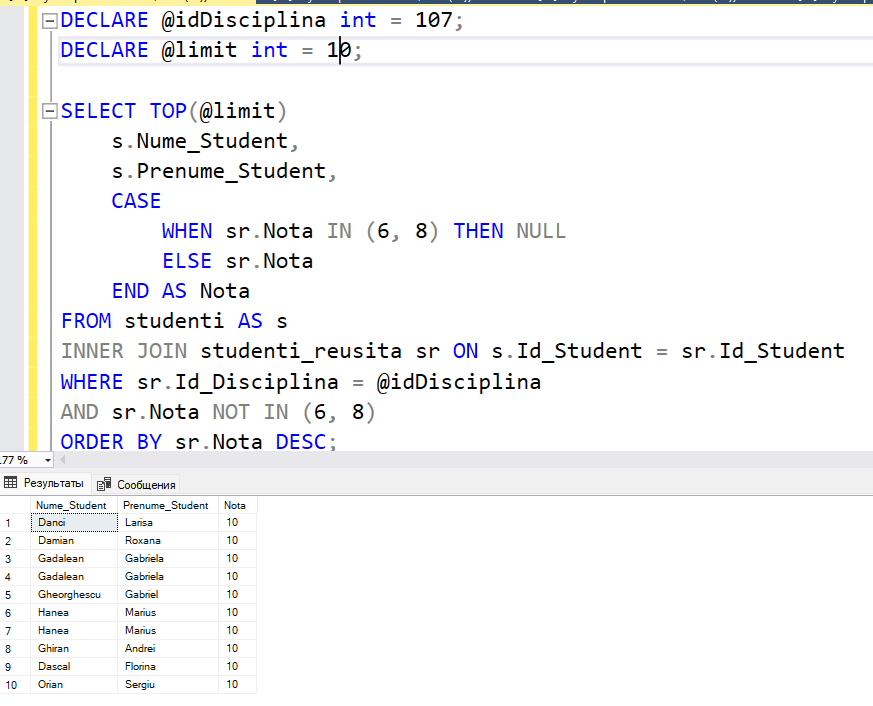 DECLARE @idDisciplina int = 107;
DECLARE @limit int = 10;
SELECT TOP(@limit)
s.Nume_Student,
s.Prenume_Student,
CASE
WHEN sr.Nota IN (6, 8) THEN NULL
ELSE sr.Nota
END AS Nota
FROM studenti AS s
INNER JOIN studenti_reusita sr ON s.Id_Student = sr.Id_Student
WHERE sr.Id_Disciplina = @idDisciplina
AND sr.Nota NOT IN (6, 8)
ORDER BY sr.Nota DESC;
77 %
Результаты Сообщения
Nume_Student Prenume_Student Nota
1 Danci Larisa 10
2 Damian Roxana 10
3 Gadalean Gabriela 10
4 Gadalean Gabriela 10
5 Gheorghescu Gabriel 10
6 Hanea Marius 10
7 Hanea Marius 10
8 Ghiran Andrei 10
9 Dascal Florina 10
10 Orian Sergiu 10